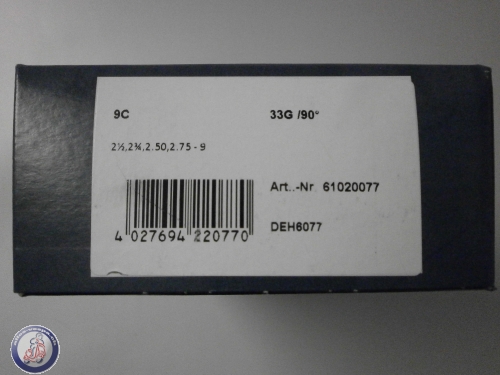 9C
33G /90°
2½,2¾,2.50,2.75 - 9
Art..-Nr. 61020077
4 027694 220770
DEH6077